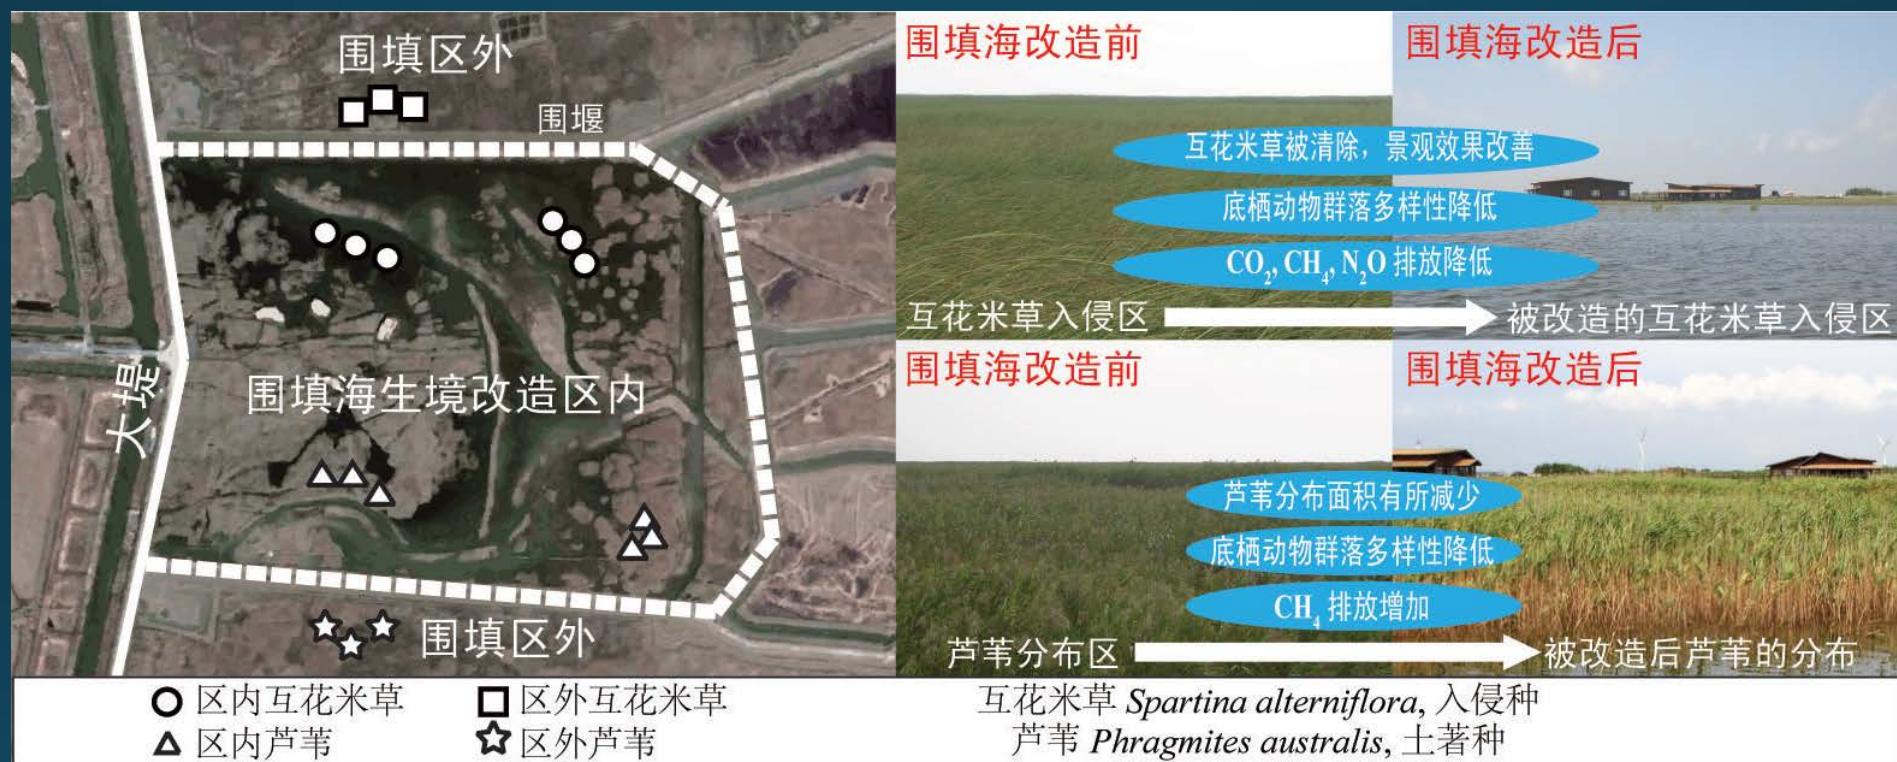 围填区外
围堰
围填海生境改造区内
大堤
围填区外
围填海改造前
围填海改造后
互花米草被清除，景观效果改善
底栖动物群落多样性降低
CO₂, CH₄, N₂O 排放降低
互花米草入侵区
被改造的互花米草入侵区
围填海改造前
围填海改造后
芦苇分布面积有所减少
底栖动物群落多样性降低
CH₄ 排放增加
芦苇分布区
被改造后芦苇的分布
区内互花米草
区外互花米草
区内芦苇
区外芦苇
互花米草 Spartina alterniflora, 入侵种
芦苇 Phragmites australis, 土著种